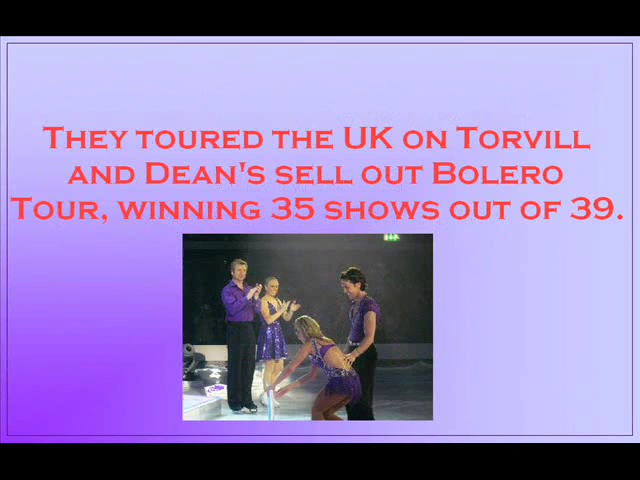 They toured the UK on Torvill
and Dean's sell out Bolero
Tour, winning 35 shows out of 39.